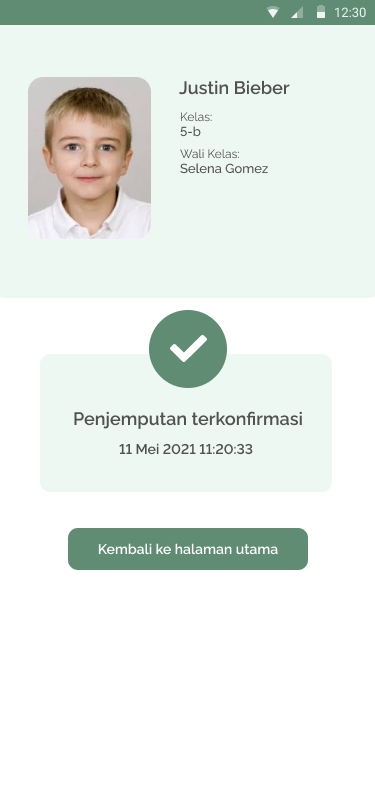 12:30
Justin Bieber
Kelas:
5-b
Wali Kelas:
Selena Gomez
Penjemputan terkonfirmasi
11 Mei 2021 11:20:33
Kembali ke halaman utama